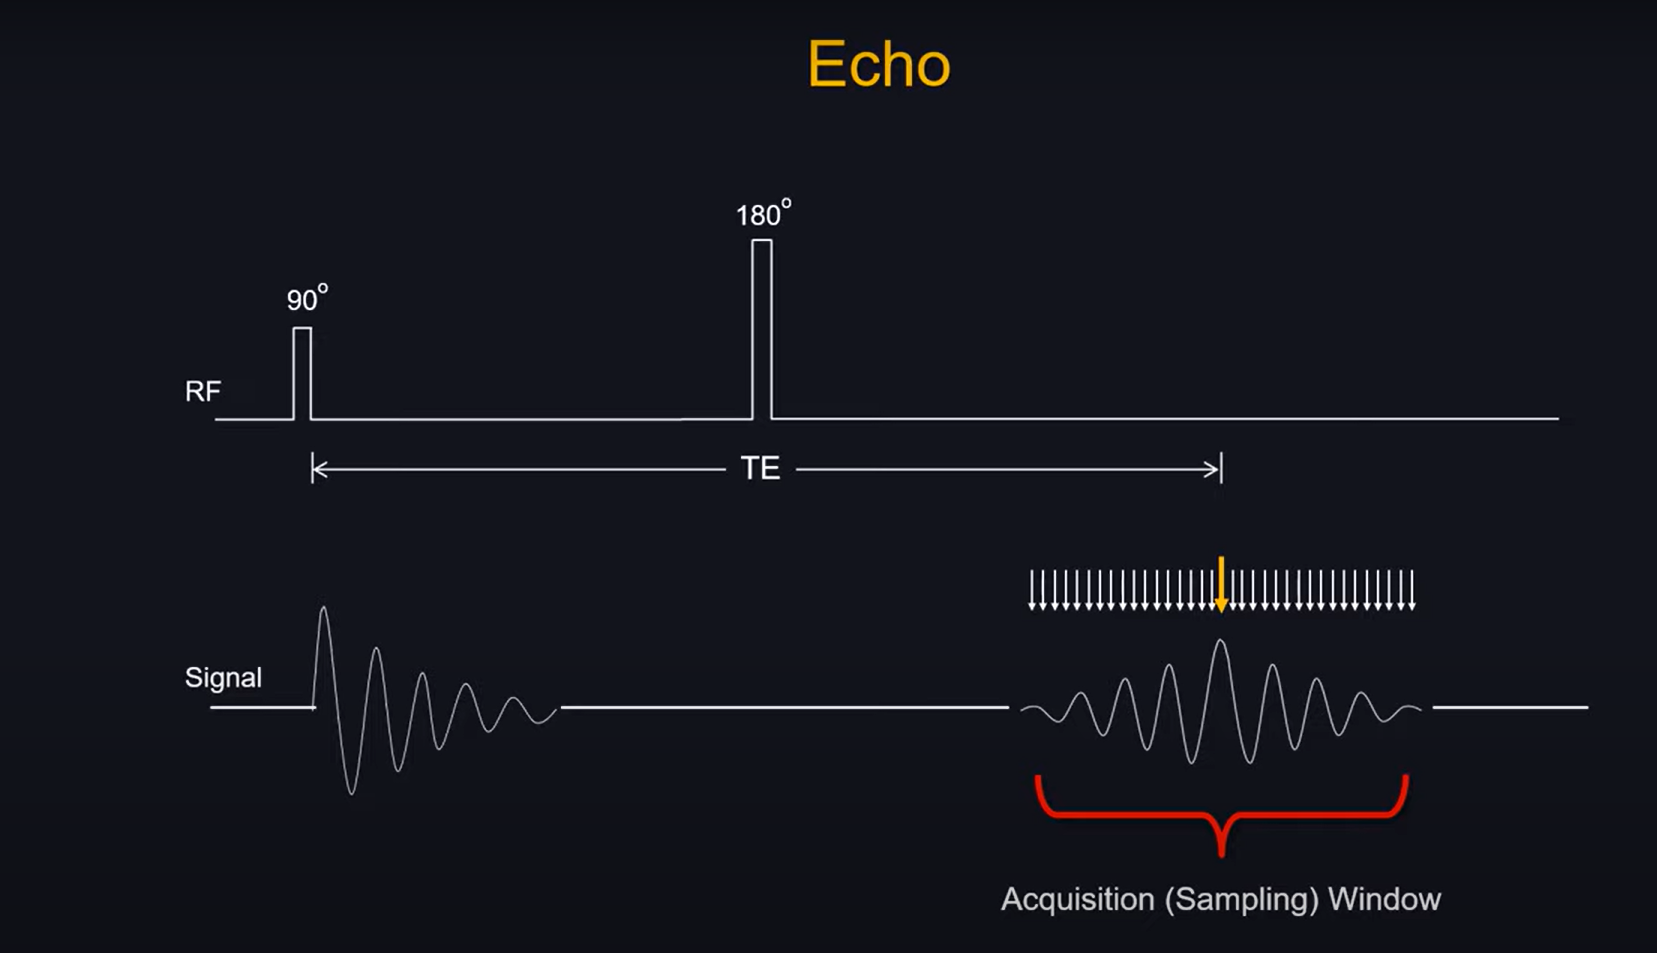 Echo
180°
90°
RF
TE
Signal
Acquisition (Sampling) Window